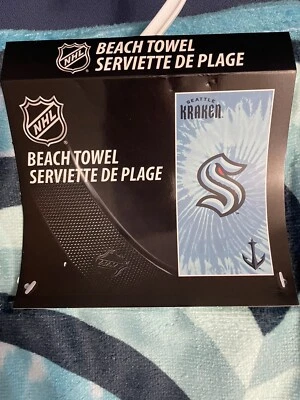 NHL
BEACH TOWEL
SERVIETTE DE PLAGE
NHL
BEACH TOWEL
SERVIETTE DE PLAGE
SEATTLE
KRAKEN
S